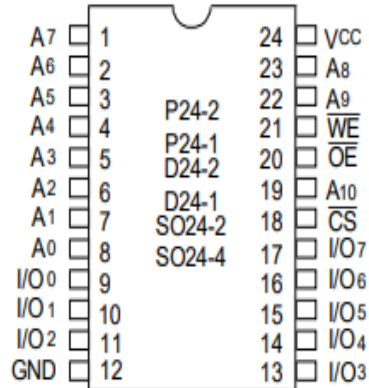 A7 1 24 VCC
A6 2 23 A8
A5 3 22 A9
A4 4 P24-2 21 W̅E̅
A3 5 P24-1 20 O̅E̅
A2 6 D24-2 19 A10
A1 7 D24-1 18 C̅S̅
A0 8 SO24-2 17 I/O7
I/O0 9 SO24-4 16 I/O6
I/O1 10 15 I/O5
I/O2 11 14 I/O4
GND 12 13 I/O3